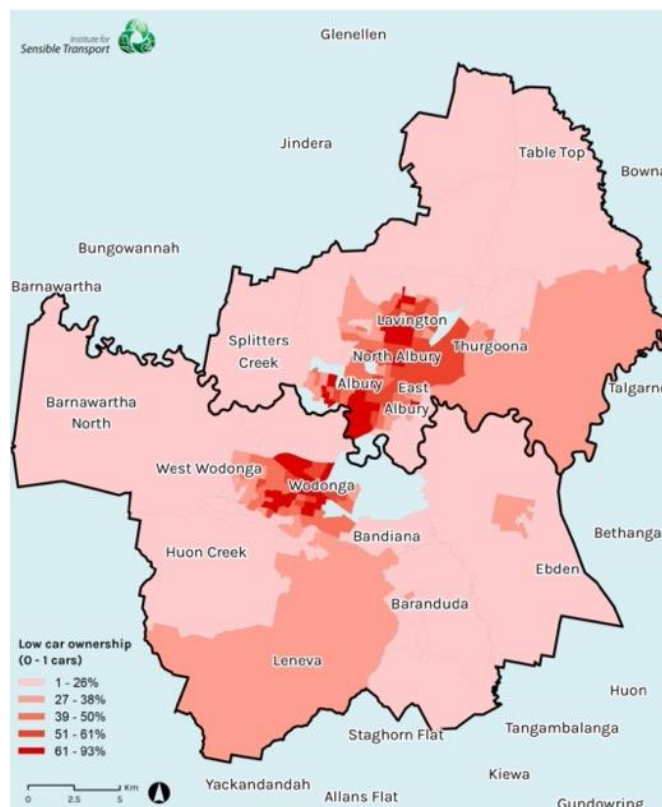 Institute for
Sensible Transport
Glenellen
Jindera
Table Top
Bowna
Bungowannah
Barnawartha
Lavington
Splitters
Creek
North Albury
Thurgoona
Albury
East
Albury
Talgarno
Barnawartha
North
West Wodonga
Wodonga
Bandiana
Bethanga
Huon Creek
Ebden
Baranduda
Low car ownership
(0 - 1 cars)
1 - 26%
27 - 38%
39 - 50%
51 - 61%
61 - 93%
Leneva
Huon
Staghorn Flat
Tangambalanga
Km
0 2.5 5
Yackandandah
Allans Flat
Kiewa
Gundowring